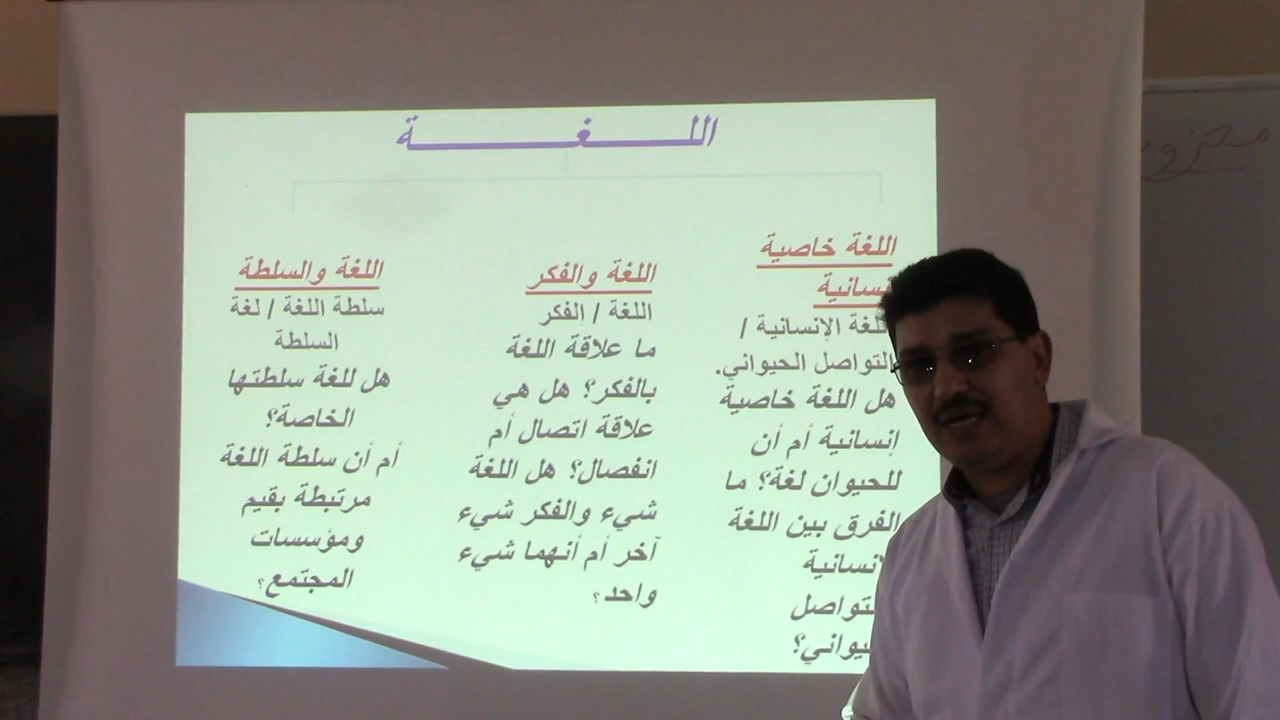 اللـــغـــة
اللغة خاصية
نسانية
لغة الإنسانية /
التواصل الحيواني.
هل اللغة خاصية
إنسانية أم أن
للحيوان لغة؟ ما
الفرق بين اللغة
نسانية
تواصل
يواني؟
اللغة والفكر
اللغة / الفكر
ما علاقة اللغة
بالفكر؟ هل هي
علاقة اتصال أم
انفصال؟ هل اللغة
شيء والفكر شيء
آخر أم أنهما شيء
واحد؟
اللغة والسلطة
سلطة اللغة / لغة
السلطة
هل للغة سلطتها
الخاصة؟
أم أن سلطة اللغة
مرتبطة بقيم
ومؤسسات
المجتمع؟